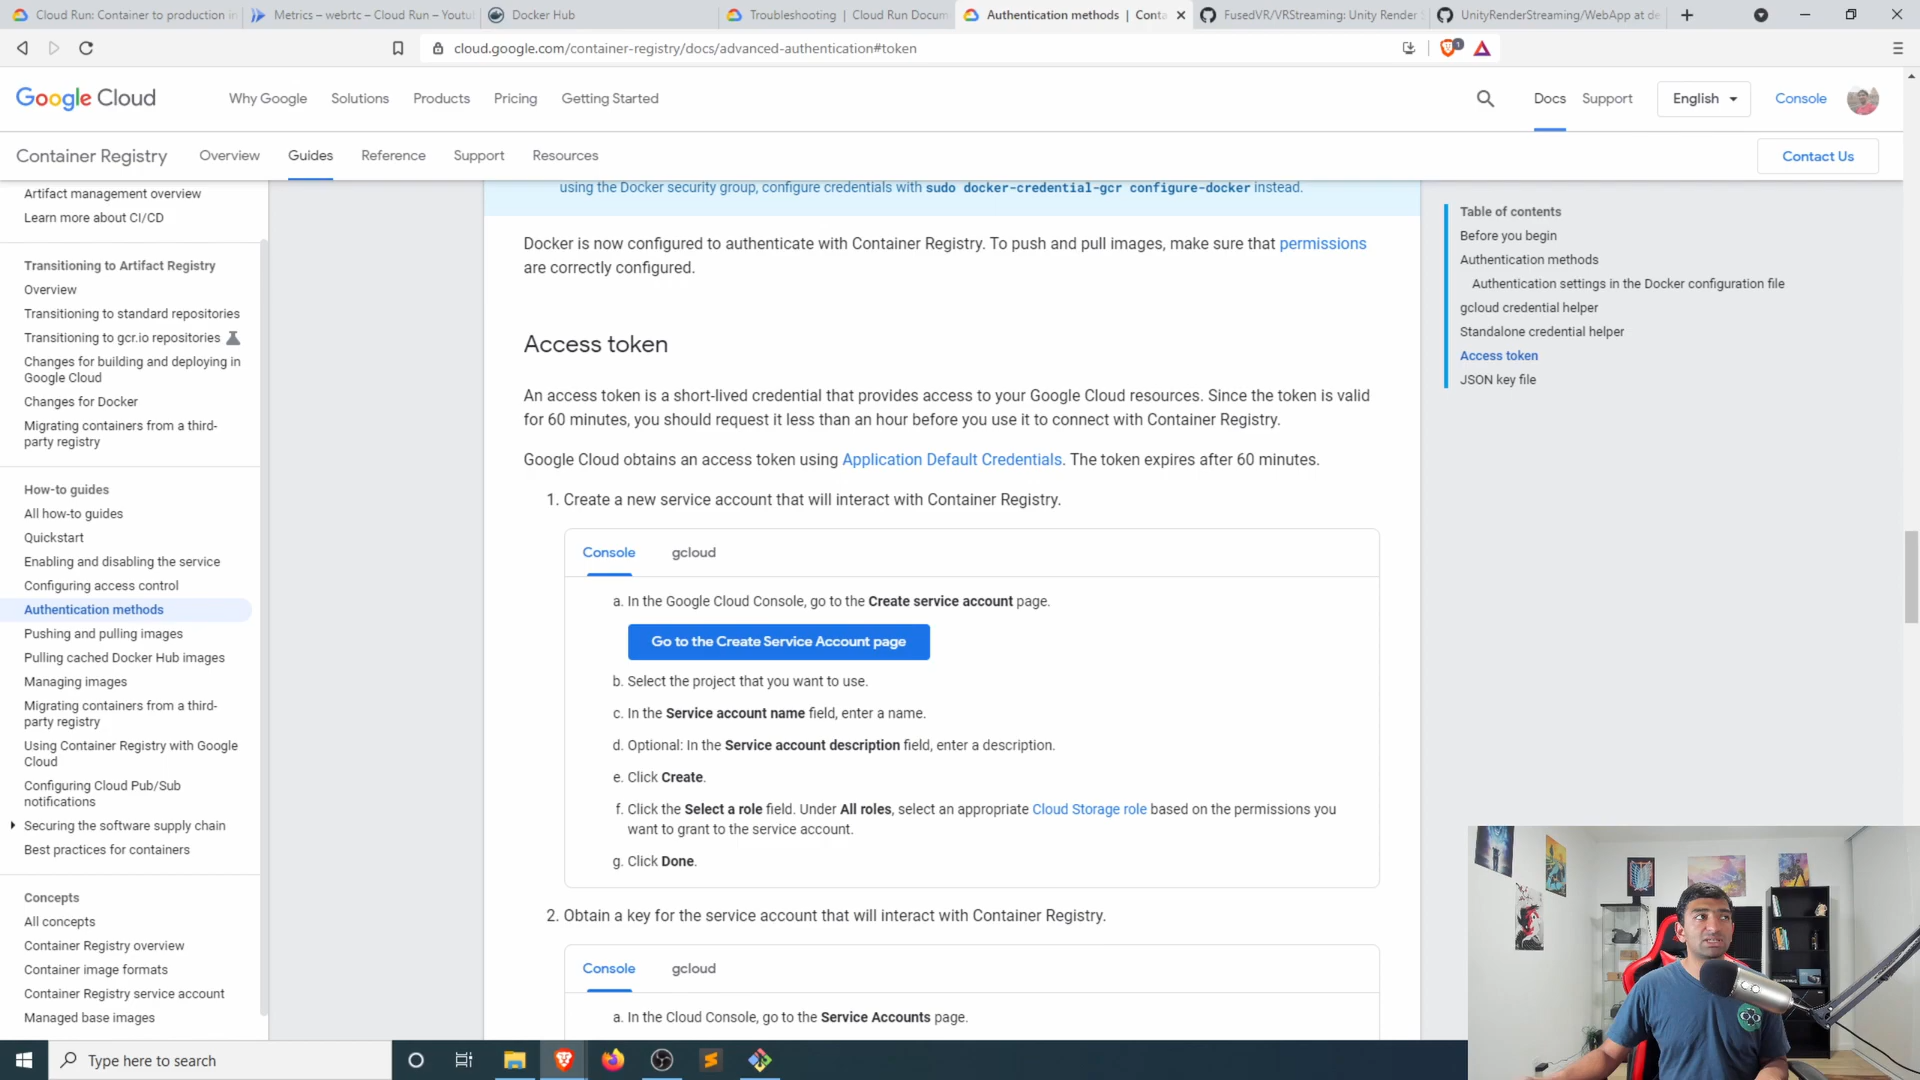 Cloud Run: Container to production in
Metrics – webrtc – Cloud Run – Youtu
Docker Hub
Troubleshooting | Cloud Run Docum
Authentication methods | Conta
FusedVR/VRStreaming: Unity Render
UnityRenderStreaming/WebApp at de
cloud.google.com/container-registry/docs/advanced-authentication#token
1
Google Cloud
Why Google
Solutions
Products
Pricing
Getting Started
Docs
Support
English
Console
Container Registry
Overview
Guides
Reference
Support
Resources
Contact Us
Artifact management overview
Learn more about CI/CD
Transitioning to Artifact Registry
Overview
Transitioning to standard repositories
Transitioning to gcr.io repositories
Changes for building and deploying in
Google Cloud
Changes for Docker
Migrating containers from a third-
party registry
How-to guides
All how-to guides
Quickstart
Enabling and disabling the service
Configuring access control
Authentication methods
Pushing and pulling images
Pulling cached Docker Hub images
Managing images
Migrating containers from a third-
party registry
Using Container Registry with Google
Cloud
Configuring Cloud Pub/Sub
notifications
Securing the software supply chain
Best practices for containers
Concepts
All concepts
Container Registry overview
Container image formats
Container Registry service account
Managed base images
using the Docker security group, configure credentials with sudo docker-credential-gcr configure-docker instead.
Docker is now configured to authenticate with Container Registry. To push and pull images, make sure that permissions
are correctly configured.
Access token
An access token is a short-lived credential that provides access to your Google Cloud resources. Since the token is valid
for 60 minutes, you should request it less than an hour before you use it to connect with Container Registry.
Google Cloud obtains an access token using Application Default Credentials. The token expires after 60 minutes.
1. Create a new service account that will interact with Container Registry.
Console
gcloud
a. In the Google Cloud Console, go to the Create service account page.
Go to the Create Service Account page
b. Select the project that you want to use.
c. In the Service account name field, enter a name.
d. Optional: In the Service account description field, enter a description.
e. Click Create.
f. Click the Select a role field. Under All roles, select an appropriate Cloud Storage role based on the permissions you
want to grant to the service account.
g. Click Done.
2. Obtain a key for the service account that will interact with Container Registry.
Console
gcloud
a. In the Cloud Console, go to the Service Accounts page.
Table of contents
Before you begin
Authentication methods
Authentication settings in the Docker configuration file
gcloud credential helper
Standalone credential helper
Access token
JSON key file
Type here to search